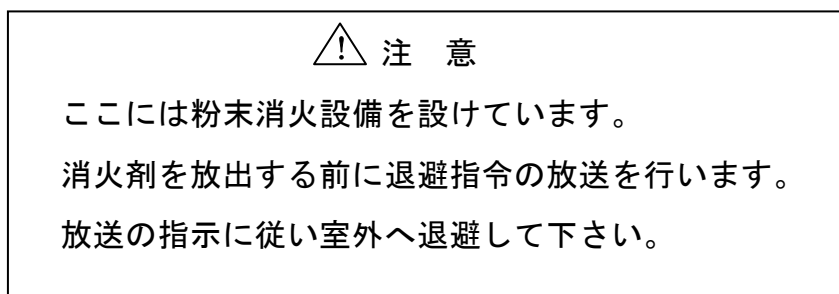 ⚠ 注　意
ここには粉末消火設備を設けています。
消火剤を放出する前に退避指令の放送を行います。
放送の指示に従い室外へ退避して下さい。